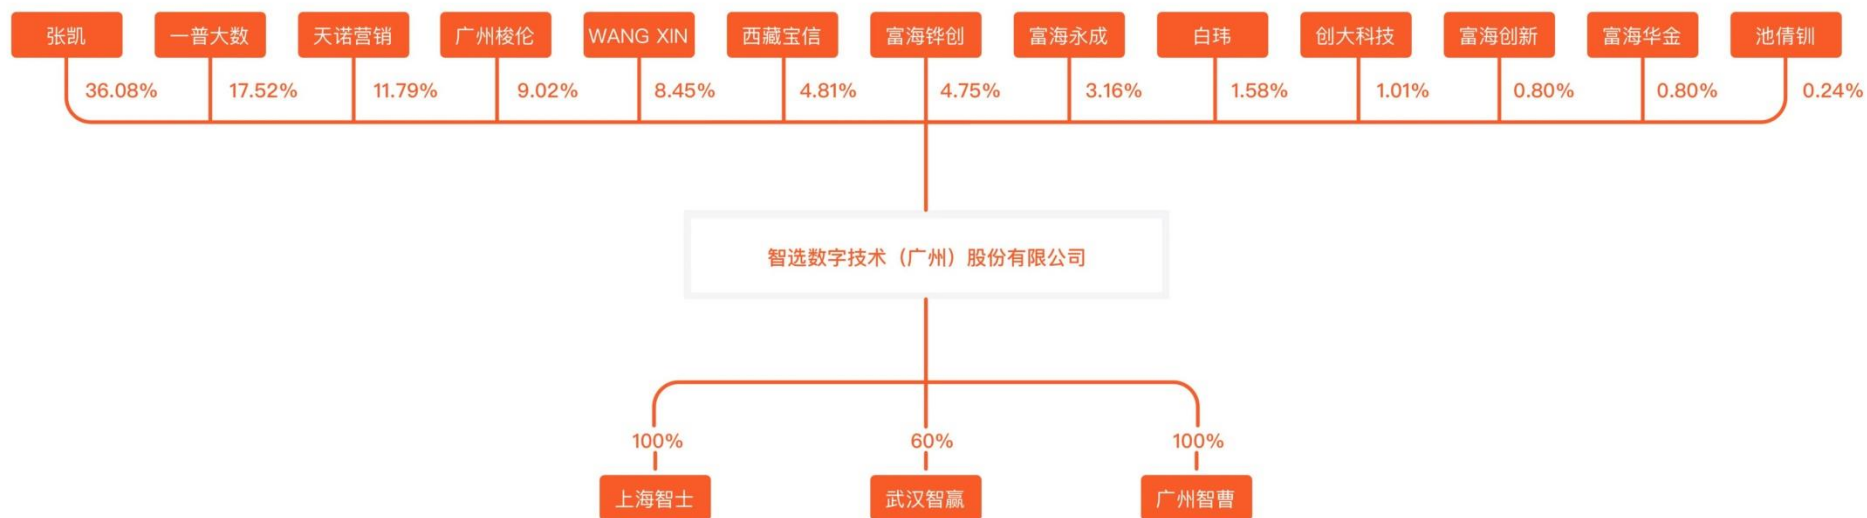 张凯 一普大数 天诺营销 广州梭伦 WANG XIN 西藏宝信 富海铧创 富海永成 白玮 创大科技 富海创新 富海华金 池倩钏
36.08% 17.52% 11.79% 9.02% 8.45% 4.81% 4.75% 3.16% 1.58% 1.01% 0.80% 0.80% 0.24%
智选数字技术（广州）股份有限公司
100% 60% 100%
上海智士 武汉智赢 广州智曹